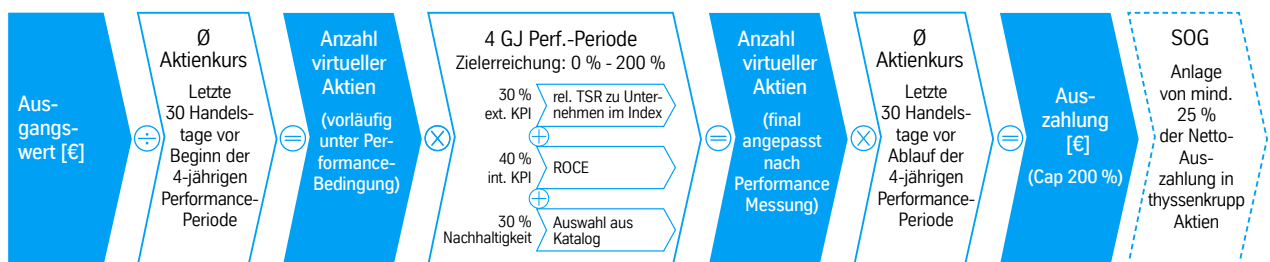 Aus-
gangs-
wert [€]
÷
Ø
Aktienkurs
Letzte
30 Handels-
tage vor
Beginn der
4-jährigen
Performance-
Periode
=
Anzahl
virtueller
Aktien
(vorläufig
unter Per-
formance-
Bedingung)
×
4 GJ Perf.-Periode
Zielerreichung: 0 % - 200 %
30 %
ext. KPI
rel. TSR zu Unter-
nehmen im Index
+
40 %
int. KPI
ROCE
+
30 %
Nachhaltigkeit
Auswahl aus
Katalog
=
Anzahl
virtueller
Aktien
(final
angepasst
nach
Performance
Messung)
×
Ø
Aktienkurs
Letzte
30 Handels-
tage vor
Ablauf der
4-jährigen
Performance-
Periode
=
Aus-
zahlung
[€]
(Cap 200 %)
SOG
Anlage
von mind.
25 %
der Netto-
Aus-
zahlung in
thyssenkrupp
Aktien